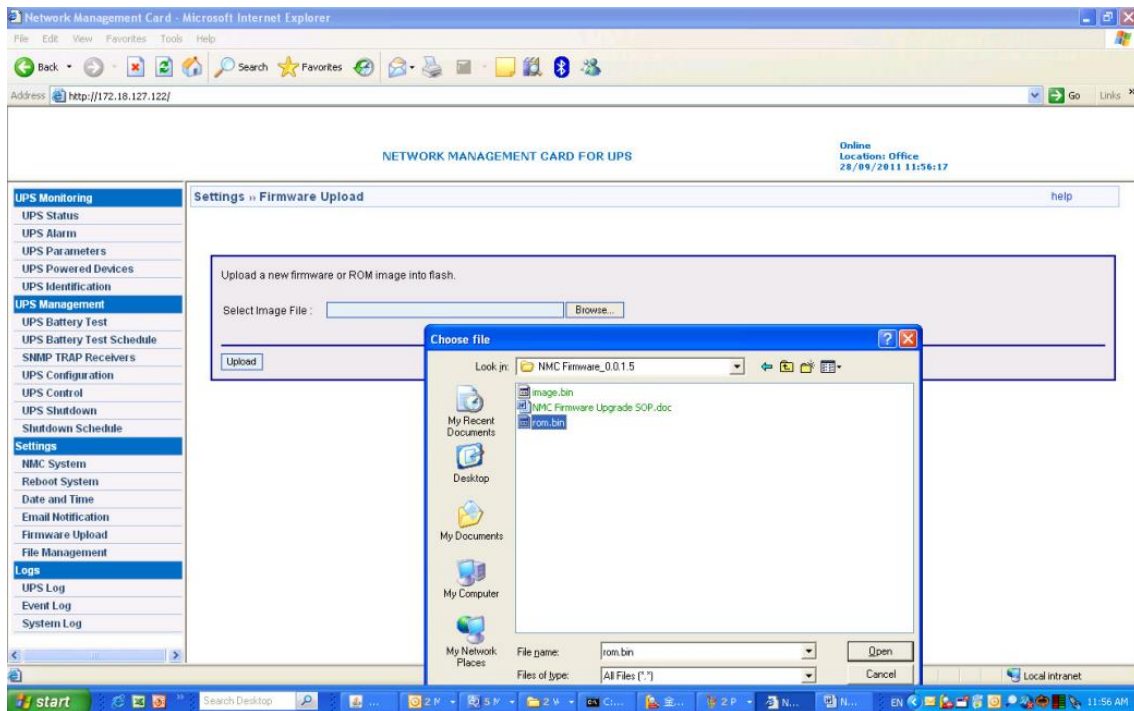 Network Management Card - Microsoft Internet Explorer
File Edit View Favorites Tools Help
Back Search Favorites
Address http://172.18.127.122/ Go Links »
NETWORK MANAGEMENT CARD FOR UPS
Online
Location: Office
28/09/2011 11:56:17
UPS Monitoring
UPS Status
UPS Alarm
UPS Parameters
UPS Powered Devices
UPS Identification
UPS Management
UPS Battery Test
UPS Battery Test Schedule
SNMP TRAP Receivers
UPS Configuration
UPS Control
UPS Shutdown
Shutdown Schedule
Settings
NMC System
Reboot System
Date and Time
Email Notification
Firmware Upload
File Management
Logs
UPS Log
Event Log
System Log
Settings » Firmware Upload help
Upload a new firmware or ROM image into flash.
Select Image File : Browse...
Upload
Choose file
Look in: NMC Firmware_0.0.1.5
My Recent
Documents
Desktop
My Documents
My Computer
My Network
Places
image.bin
NMC Firmware Upgrade SOP.doc
rom.bin
File name: rom.bin Open
Files of type: All Files (*.*) Cancel
Local intranet
start » Search Desktop 2 5 2 C:... 2 P N... N... EN 11:56 AM